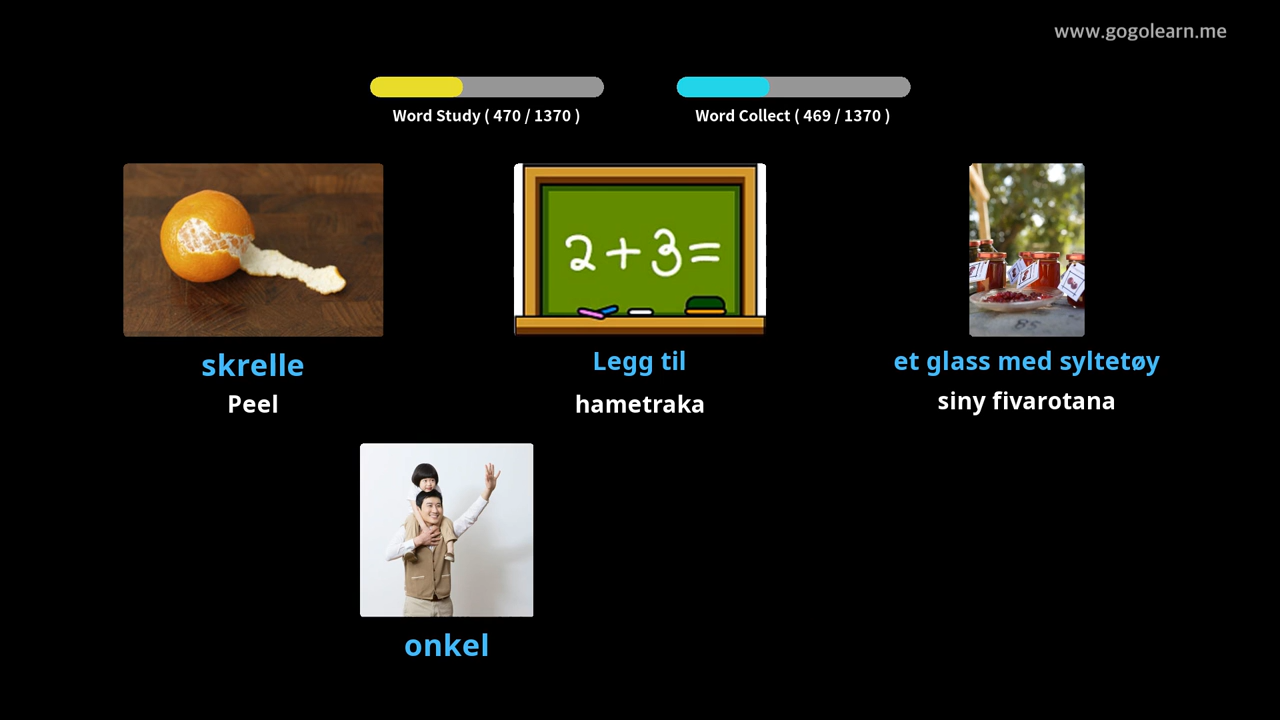 www.gogolearn.me
Word Study ( 470 / 1370 )
Word Collect ( 469 / 1370 )
2+3=
skrelle
Legg til
et glass med syltetøy
Peel
hametraka
siny fivarotana
onkel